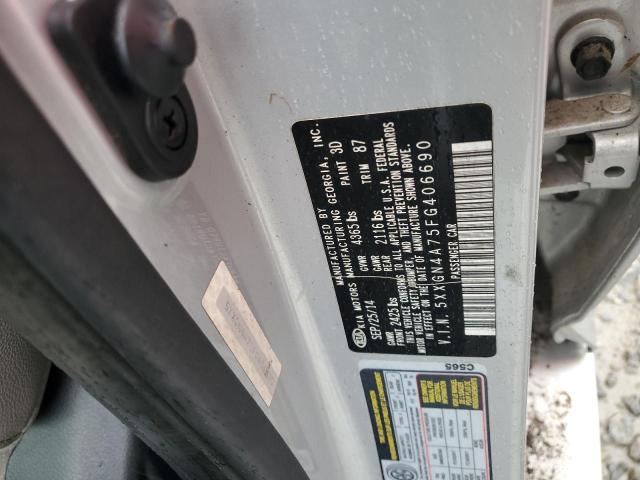 MANUFACTURED BY
KIA KIA MOTORS MANUFACTURING GEORGIA, INC.
SEP/25/14 GVWR 4365 lbs PAINT 3D
GAWR GAWR TRIM 87
FRONT 2425 lbs REAR 2116 lbs
THIS VEHICLE CONFORMS TO ALL APPLICABLE U.S.A. FEDERAL
MOTOR VEHICLE SAFETY, BUMPER, AND THEFT PREVENTION STANDARDS
IN EFFECT ON THE DATE OF MANUFACTURE SHOWN ABOVE.
V.I.N. 5XXGN4A75FG406690
PASSENGER CAR
C565